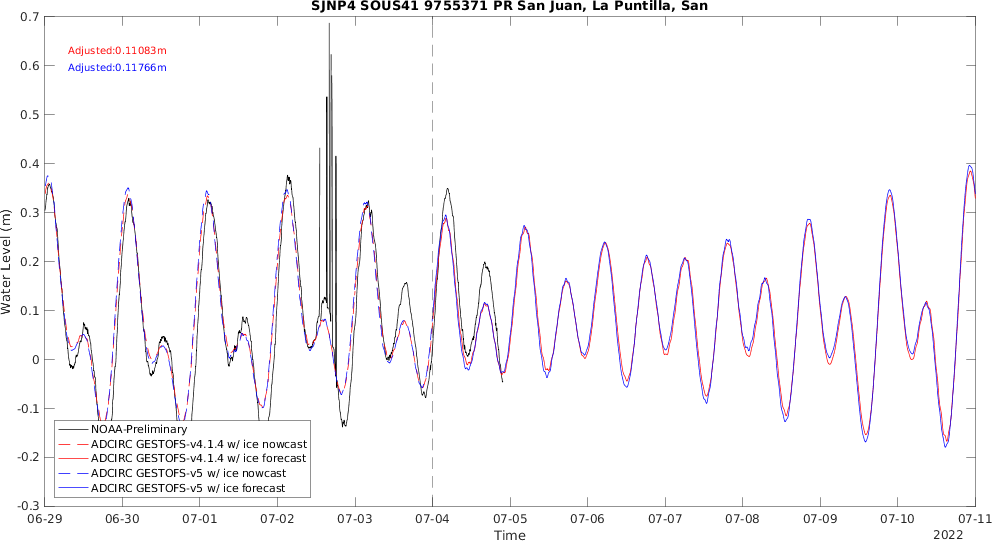 SJNP4 SOUS41 9755371 PR San Juan, La Puntilla, San
0.7
Adjusted:0.11083m
0.6
Adjusted:0.11766m
0.5
0.4
0.3
0.2
0.1
0
-0.1
-0.2
-0.3
Water Level (m)
NOAA-Preliminary
ADCIRC GESTOFS-v4.1.4 w/ ice nowcast
ADCIRC GESTOFS-v4.1.4 w/ ice forecast
ADCIRC GESTOFS-v5 w/ ice nowcast
ADCIRC GESTOFS-v5 w/ ice forecast
06-29 06-30 07-01 07-02 07-03 07-04 07-05 07-06 07-07 07-08 07-09 07-10 07-11
Time
2022